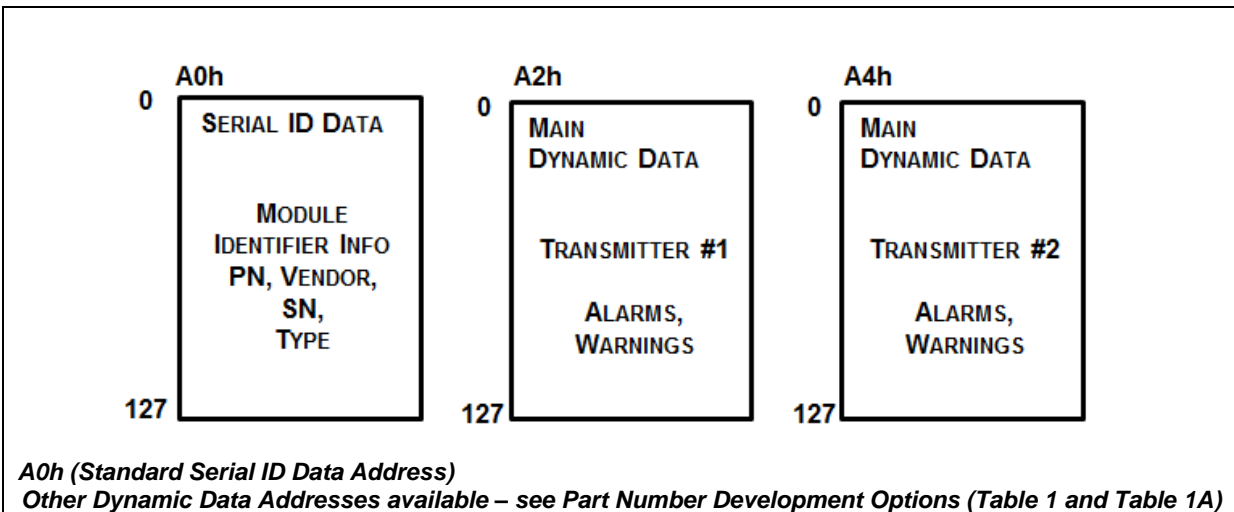 A0h
0
SERIAL ID DATA
MODULE
IDENTIFIER INFO
PN, VENDOR,
SN,
TYPE
127
A2h
0
MAIN
DYNAMIC DATA
TRANSMITTER #1
ALARMS,
WARNINGS
127
A4h
0
MAIN
DYNAMIC DATA
TRANSMITTER #2
ALARMS,
WARNINGS
127
A0h (Standard Serial ID Data Address)
Other Dynamic Data Addresses available – see Part Number Development Options (Table 1 and Table 1A)